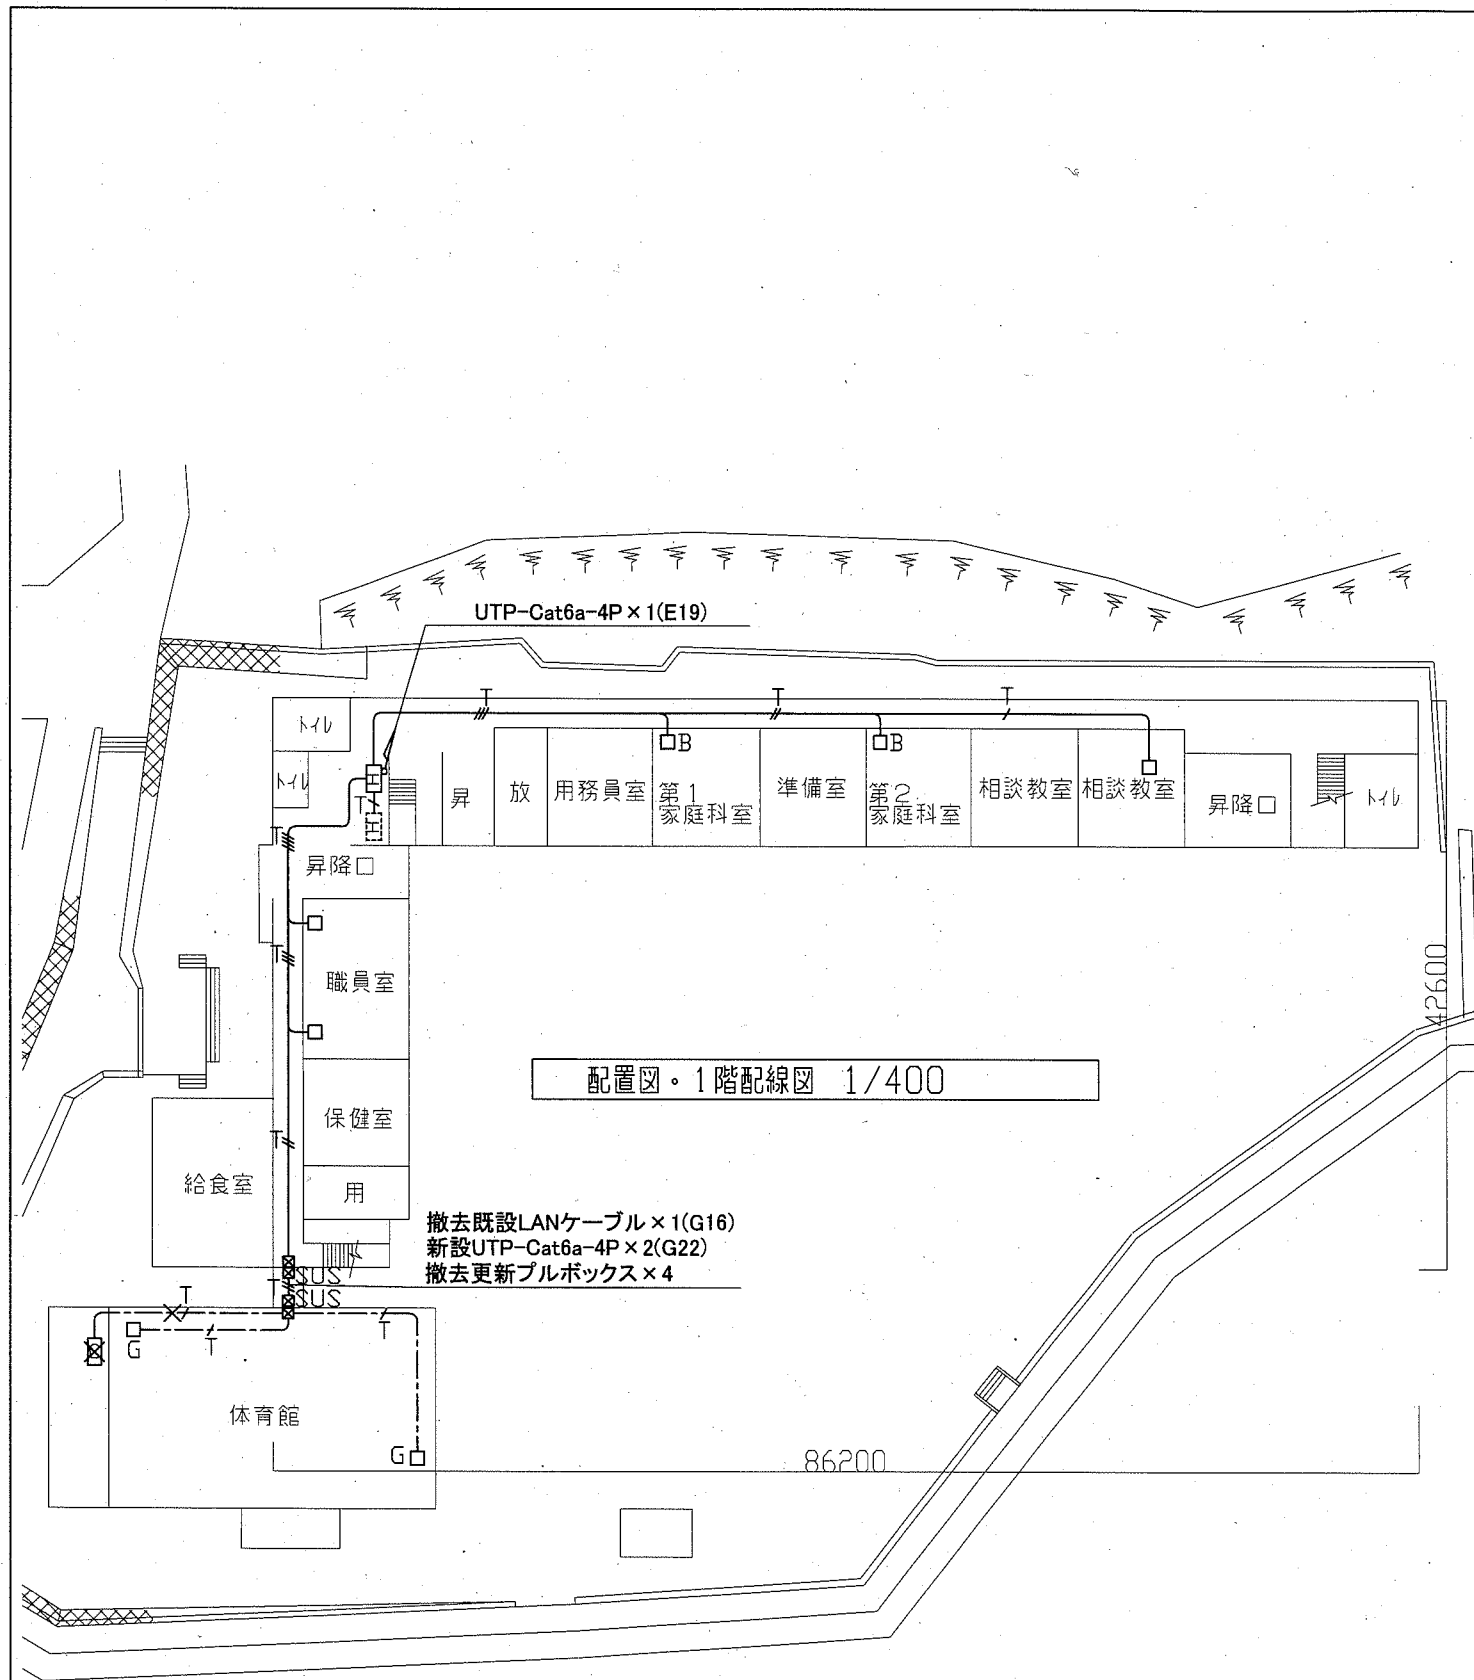 UTP-Cat6a-4P×1(E19)
T
T
T
トイレ
トイレ
B
B
H
T
H
昇
放
用務員室
第1
家庭科室
準備室
第2
家庭科室
相談教室
相談教室
昇降口
トイレ
T
昇降口
T
職員室
42600
配置図・1階配線図 1/400
保健室
T
給食室
用
撤去既設LANケーブル×1(G16)
新設UTP-Cat6a-4P×2(G22)
撤去更新プルボックス×4
SUS
T
SUS
T
T
T
G
体育館
G
86200